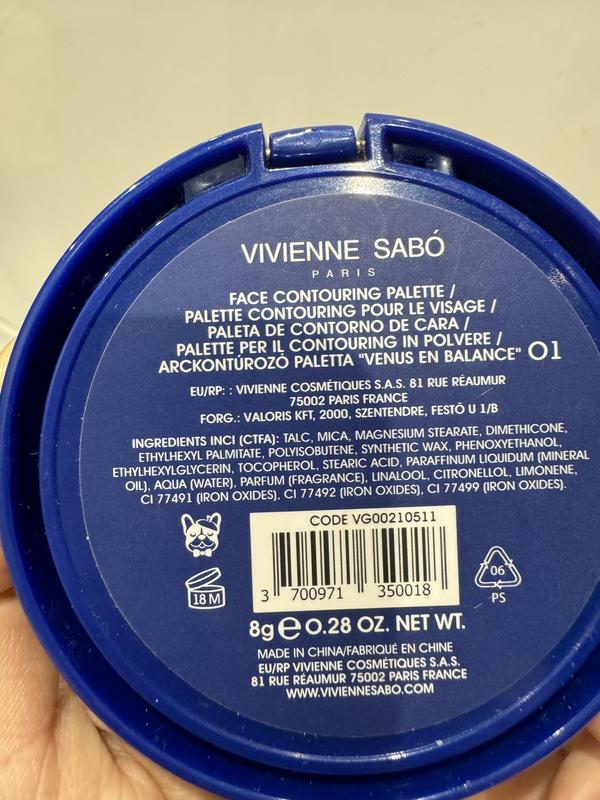 VIVIENNE SABÓ
PARIS
FACE CONTOURING PALETTE /
PALETTE CONTOURING POUR LE VISAGE /
PALETA DE CONTORNO DE CARA /
PALETTE PER IL CONTOURING IN POLVERE /
ARCKONTÚROZÓ PALETTA "VENUS EN BALANCE" 01
EU/RP: : VIVIENNE COSMÉTIQUES S.A.S. 81 RUE RÉAUMUR
75002 PARIS FRANCE
FORG.: VALORIS KFT, 2000, SZENTENDRE, FESTŐ U 1/B
INGREDIENTS INCI (CTFA): TALC, MICA, MAGNESIUM STEARATE, DIMETHICONE,
ETHYLHEXYL PALMITATE, POLYISOBUTENE, SYNTHETIC WAX, PHENOXYETHANOL,
ETHYLHEXYLGLYCERIN, TOCOPHEROL, STEARIC ACID, PARAFFINUM LIQUIDUM (MINERAL
OIL), AQUA (WATER), PARFUM (FRAGRANCE), LINALOOL, CITRONELLOL, LIMONENE,
CI 77491 (IRON OXIDES). CI 77492 (IRON OXIDES), CI 77499 (IRON OXIDES).
CODE VG00210511
3 700971 350018
18 M
06
PS
8g ℮ 0.28 OZ. NET WT.
MADE IN CHINA/FABRIQUÉ EN CHINE
EU/RP VIVIENNE COSMÉTIQUES S.A.S.
81 RUE RÉAUMUR 75002 PARIS FRANCE
WWW.VIVIENNESABO.COM